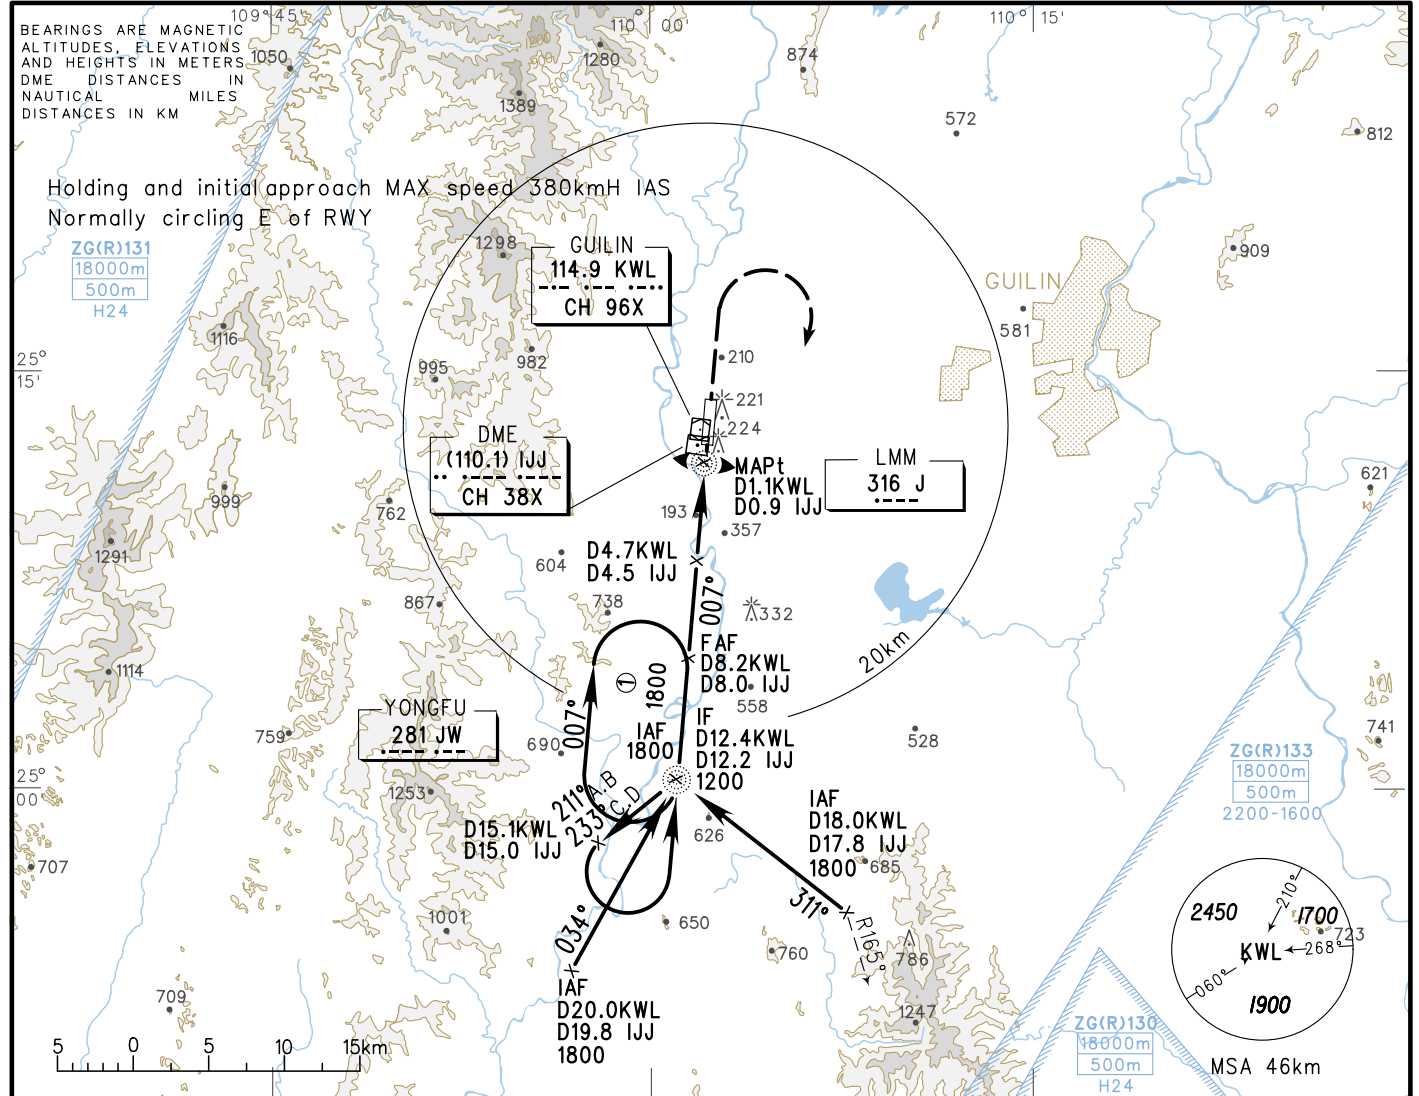 109° 45'
110° 00'
110° 15'
BEARINGS ARE MAGNETIC
ALTITUDES, ELEVATIONS
AND HEIGHTS IN METERS
DME DISTANCES IN
NAUTICAL MILES
DISTANCES IN KM
1050
1200
900
1280
1389
874
572
812
Holding and initial approach MAX speed 380kmH IAS
Normally circling E of RWY
ZG(R)131
18000m
500m
H24
1298
GUILIN
114.9 KWL
CH 96X
909
GUILIN
581
1116
982
995
210
25°
15'
221
224
DME
(110.1) IJJ
CH 38X
MAPt
D1.1KWL
D0.9 IJJ
LMM
316 J
999
762
193
357
621
1291
604
D4.7KWL
D4.5 IJJ
867
738
007°
332
20km
1114
FAF
D8.2KWL
D8.0 IJJ
558
1
1800
YONGFU
281 JW
759
690
007°
IAF
1800
IF
D12.4KWL
D12.2 IJJ
1200
528
741
ZG(R)133
18000m
500m
2200-1600
25°
00'
1253
211° A.B
233° C.D
D15.1KWL
D15.0 IJJ
626
IAF
D18.0KWL
D17.8 IJJ
1800
685
707
311°
R165°
1001
034°
650
760
786
2450
210°
1700
723
KWL
268°
060°
1900
MSA 46km
IAF
D20.0KWL
D19.8 IJJ
1800
709
1247
ZG(R)130
18000m
500m
H24
5 0 5 10 15km